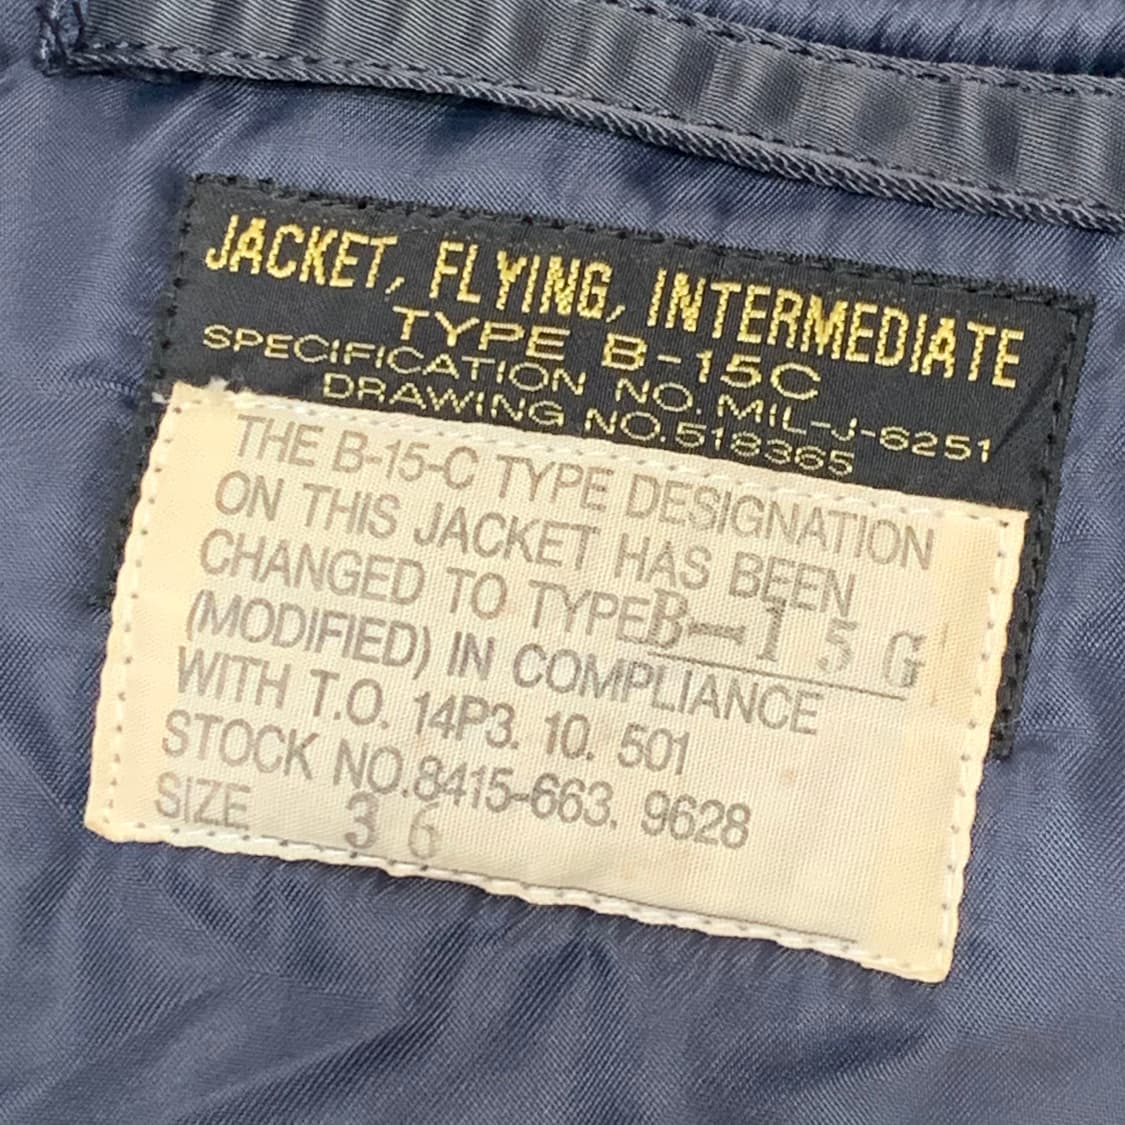 JACKET, FLYING, INTERMEDIATE
TYPE B-15C
SPECIFICATION NO. MIL-J-6251
DRAWING NO.518365
THE B-15-C TYPE DESIGNATION
ON THIS JACKET HAS BEEN
CHANGED TO TYPE B-15G
(MODIFIED) IN COMPLIANCE
WITH T.O. 14P3. 10. 501
STOCK NO.8415-663. 9628
SIZE 36